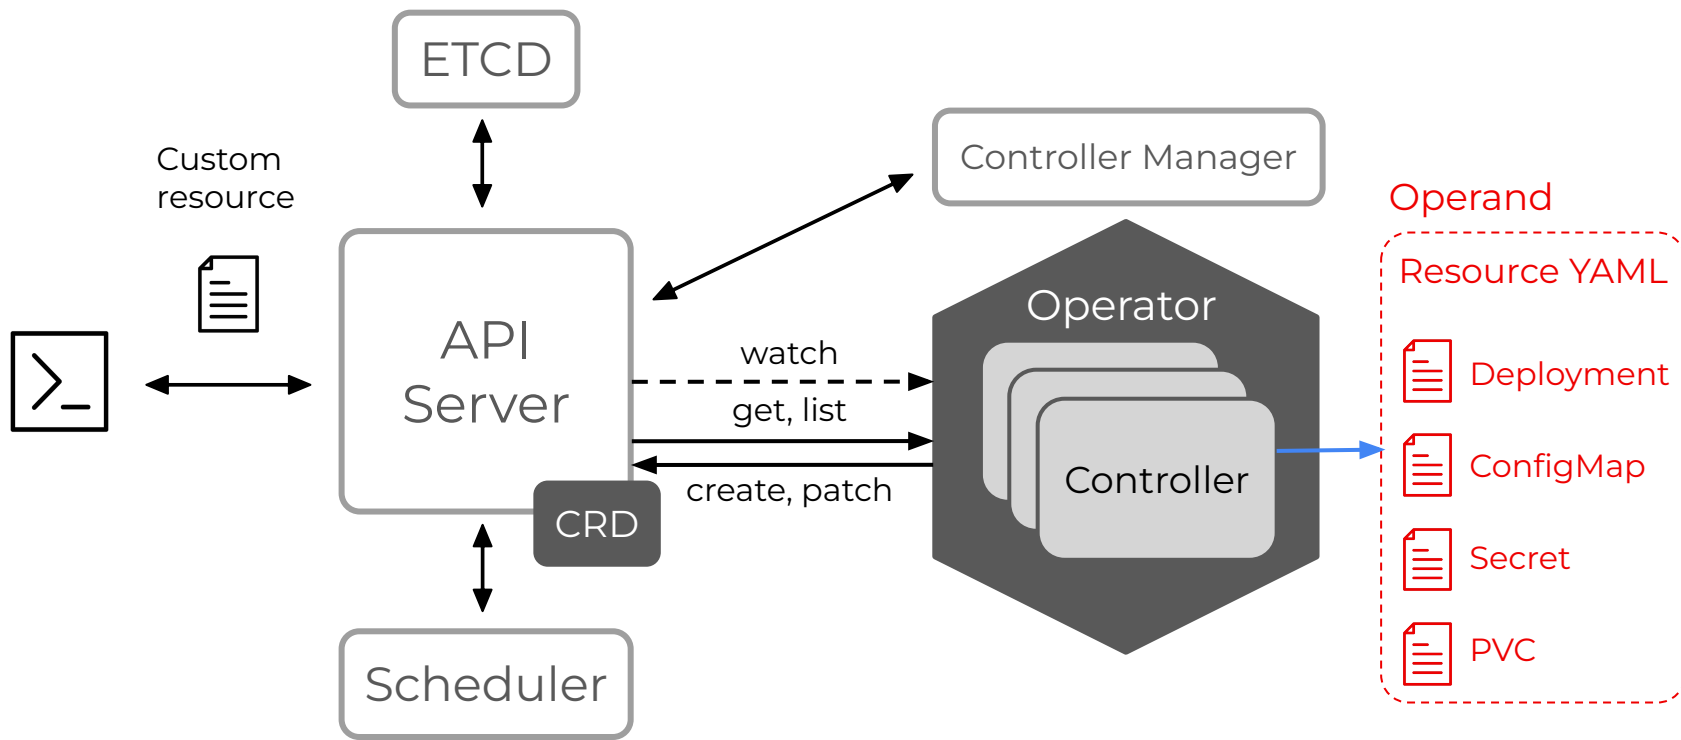 ETCD
Custom
resource
Controller Manager
API
Server
CRD
Scheduler
watch
get, list
create, patch
Operator
Controller
Operand
Resource YAML
Deployment
ConfigMap
Secret
PVC